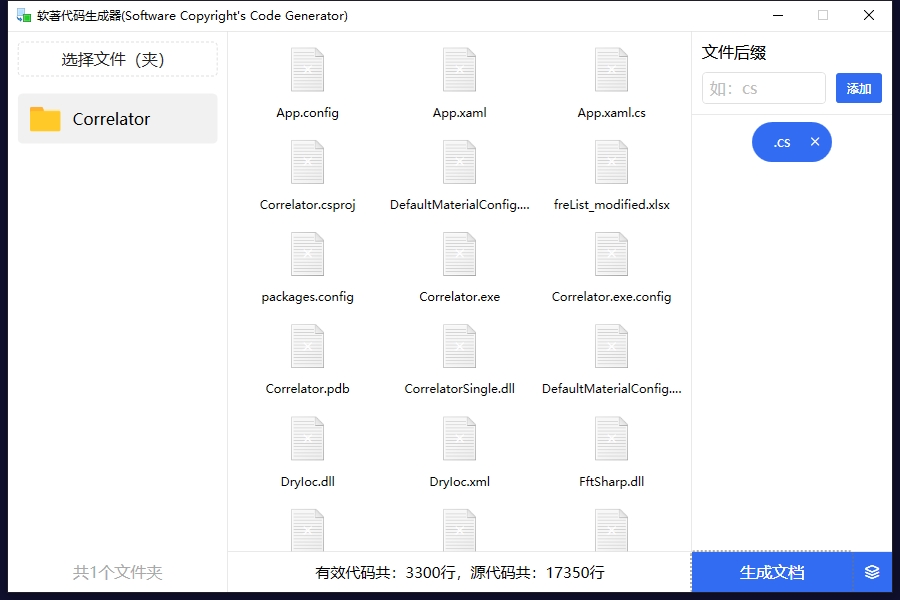 软著代码生成器(Software Copyright's Code Generator)
选择文件（夹）
Correlator
共1个文件夹
App.config
App.xaml
App.xaml.cs
Correlator.csproj
DefaultMaterialConfig....
freList_modified.xlsx
packages.config
Correlator.exe
Correlator.exe.config
Correlator.pdb
CorrelatorSingle.dll
DefaultMaterialConfig....
DryIoc.dll
DryIoc.xml
FftSharp.dll
有效代码共：3300行，源代码共：17350行
文件后缀
如：cs
添加
.cs
生成文档